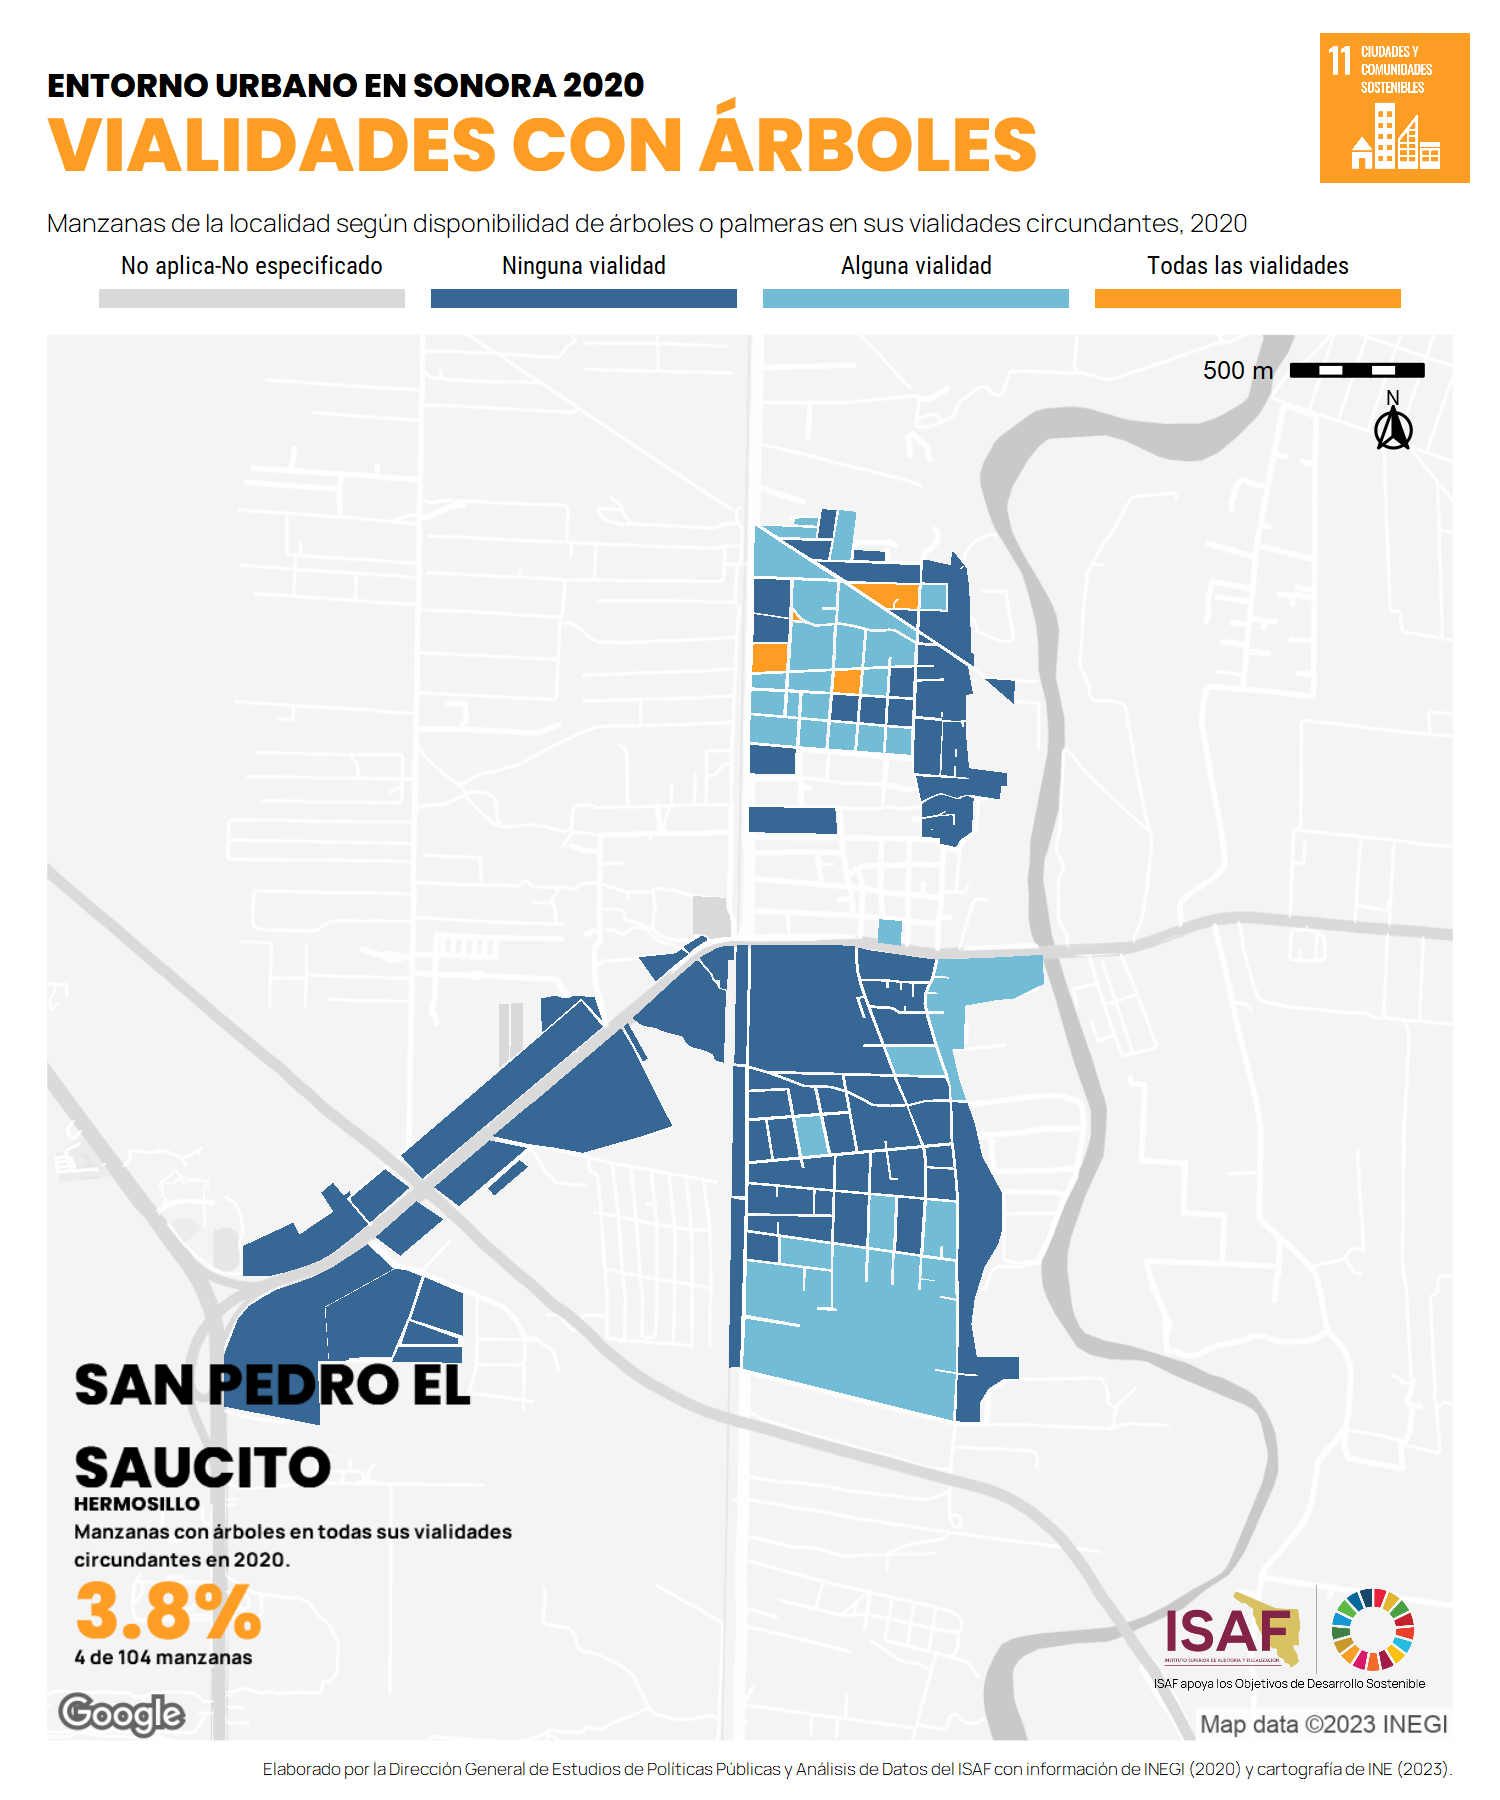 ENTORNO URBANO EN SONORA 2020
VIALIDADES CON ÁRBOLES
11 CIUDADES Y
COMUNIDADES
SOSTENIBLES
Manzanas de la localidad según disponibilidad de árboles o palmeras en sus vialidades circundantes, 2020
No aplica-No especificado
Ninguna vialidad
Alguna vialidad
Todas las vialidades
500 m
N
SAN PEDRO EL
SAUCITO
HERMOSILLO
Manzanas con árboles en todas sus vialidades
circundantes en 2020.
3.8%
4 de 104 manzanas
ISAF
INSTITUTO SUPERIOR DE AUDITORÍA Y FISCALIZACIÓN
ISAF apoya los Objetivos de Desarrollo Sostenible
Google
Map data ©2023 INEGI
Elaborado por la Dirección General de Estudios de Políticas Públicas y Análisis de Datos del ISAF con información de INEGI (2020) y cartografía de INE (2023).